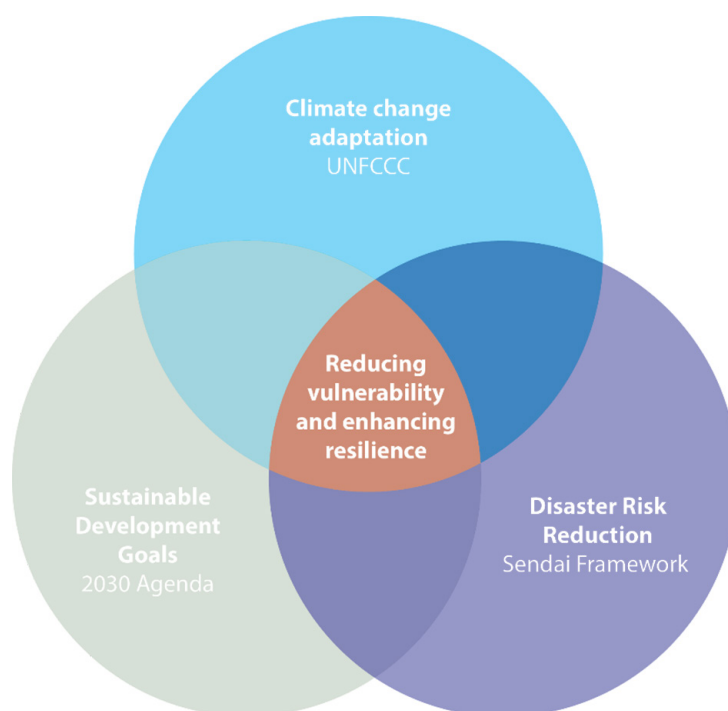 Climate change
adaptation
UNFCCC
Reducing
vulnerability
and enhancing
resilience
Sustainable
Development
Goals
2030 Agenda
Disaster Risk
Reduction
Sendai Framework